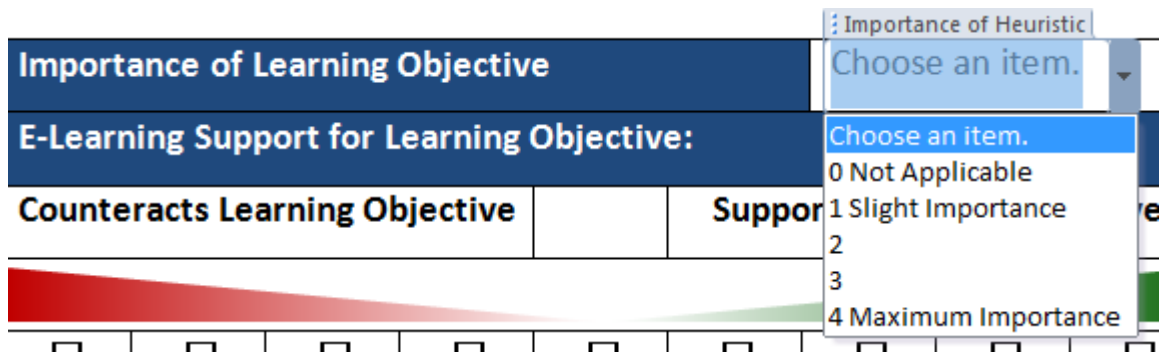 Importance of Heuristic
Importance of Learning Objective
Choose an item.
E-Learning Support for Learning Objective:
Choose an item.
0 Not Applicable
1 Slight Importance
2
3
4 Maximum Importance
Counteracts Learning Objective